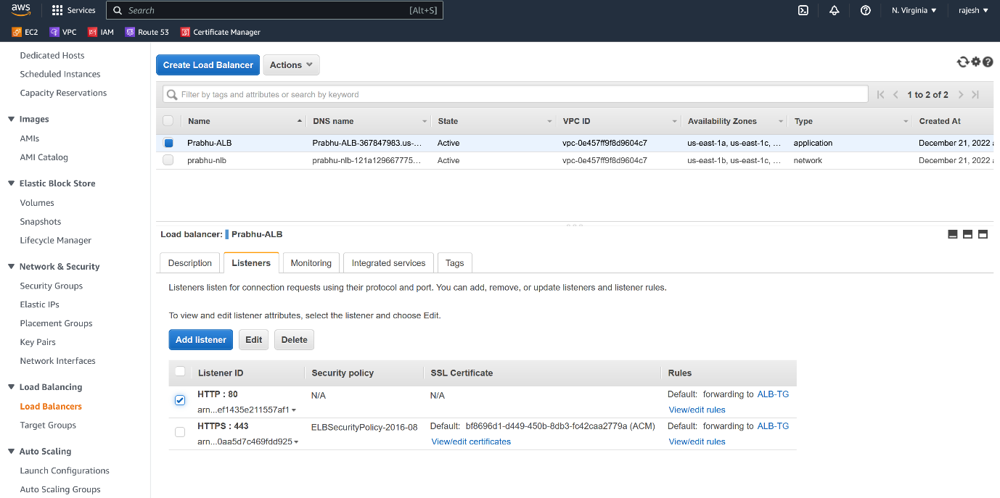 aws
Services
Search [Alt+S]
N. Virginia
rajesh
EC2 VPC IAM Route 53 Certificate Manager
Dedicated Hosts
Scheduled Instances
Capacity Reservations
Images
AMIs
AMI Catalog
Elastic Block Store
Volumes
Snapshots
Lifecycle Manager
Network & Security
Security Groups
Elastic IPs
Placement Groups
Key Pairs
Network Interfaces
Load Balancing
Load Balancers
Target Groups
Auto Scaling
Launch Configurations
Auto Scaling Groups
Create Load Balancer Actions
Filter by tags and attributes or search by keyword
1 to 2 of 2
Name DNS name State VPC ID Availability Zones Type Created At
Prabhu-ALB Prabhu-ALB-367847983.us-... Active vpc-0e457ff9f8d9604c7 us-east-1a, us-east-1c, ... application December 21, 2022
prabhu-nlb prabhu-nlb-121a129667775... Active vpc-0e457ff9f8d9604c7 us-east-1b, us-east-1c, ... network December 21, 2022
Load balancer: Prabhu-ALB
Description Listeners Monitoring Integrated services Tags
Listeners listen for connection requests using their protocol and port. You can add, remove, or update listeners and listener rules.
To view and edit listener attributes, select the listener and choose Edit.
Add listener Edit Delete
Listener ID Security policy SSL Certificate Rules
HTTP : 80 N/A N/A Default: forwarding to ALB-TG
arn...ef1435e211557af1 View/edit rules
HTTPS : 443 ELBSecurityPolicy-2016-08 Default: bf8696d1-d449-450b-8db3-fc42caa2779a (ACM) Default: forwarding to ALB-TG
arn...0aa5d7c469fdd925 View/edit certificates View/edit rules